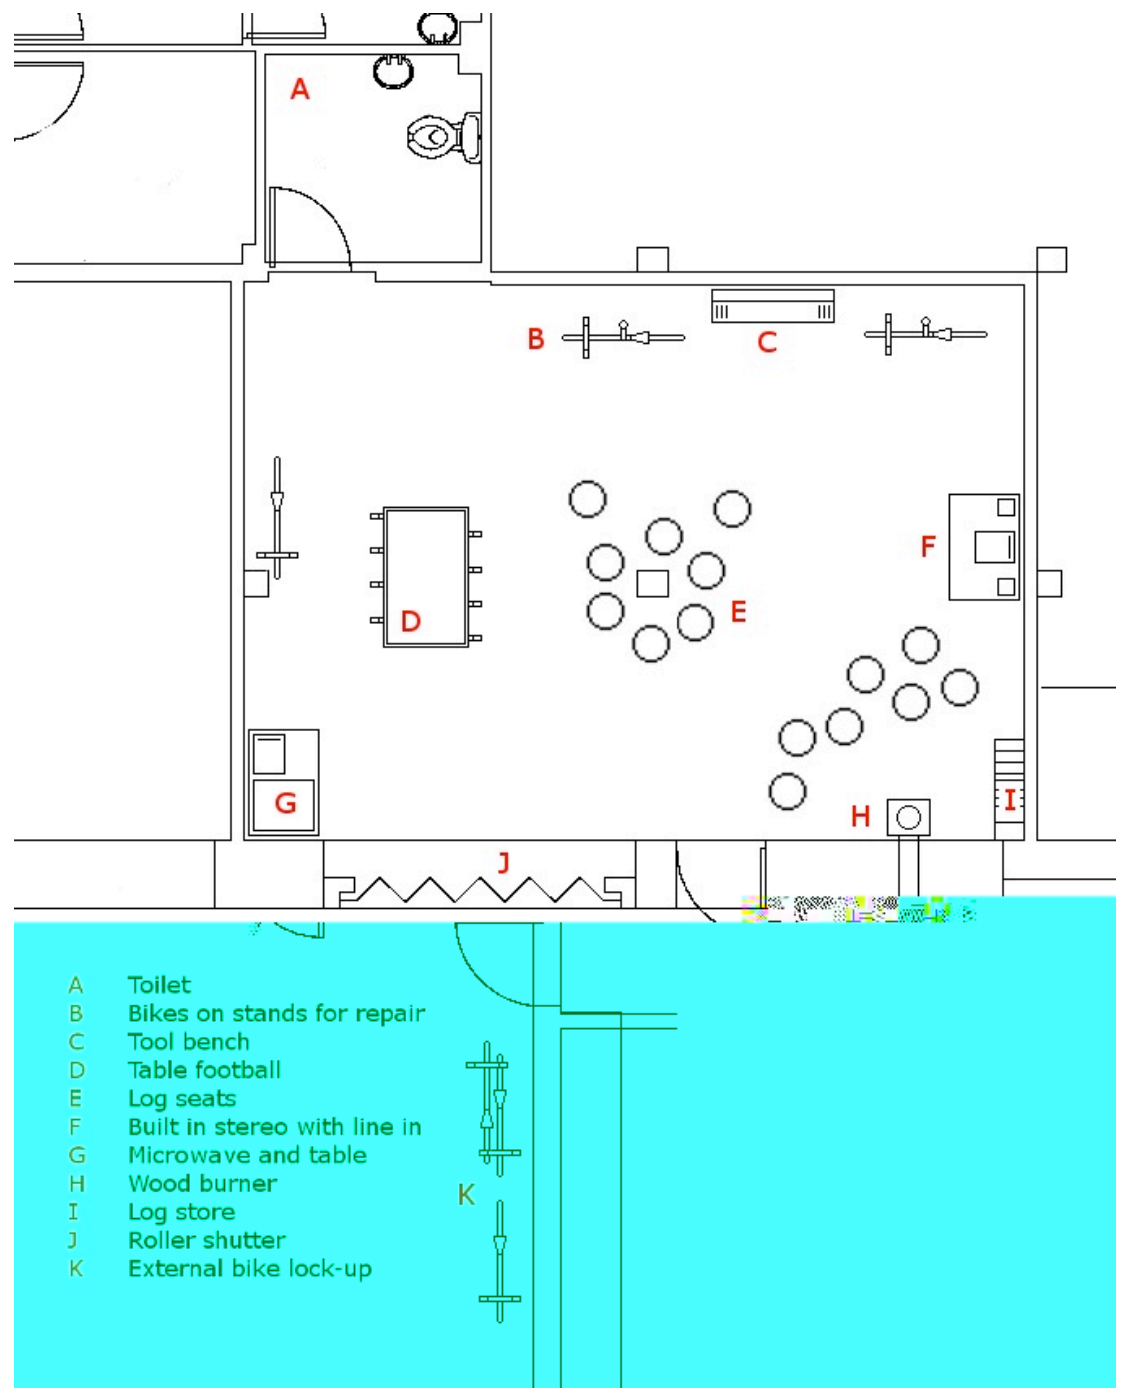 A
B
C
D
E
F
G
H
I
J
A Toilet
B Bikes on stands for repair
C Tool bench
D Table football
E Log seats
F Built in stereo with line in
G Microwave and table
H Wood burner
I Log store
J Roller shutter
K External bike lock-up
K